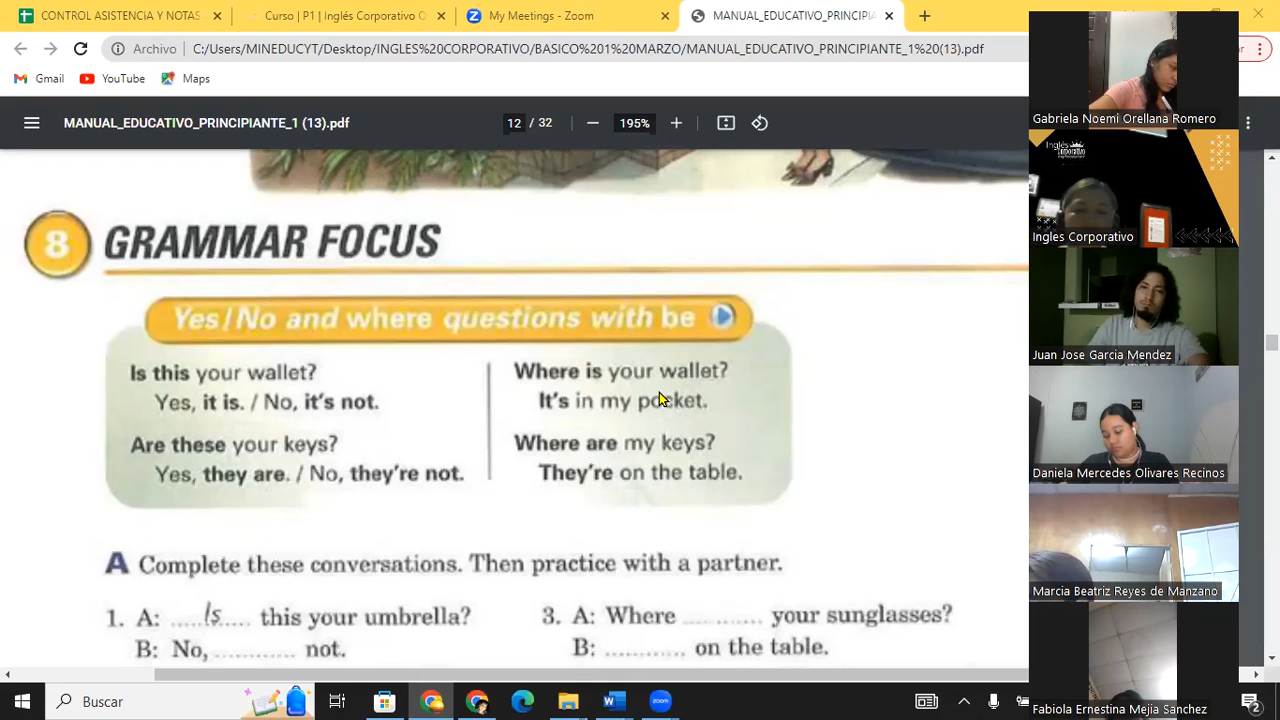 CONTROL ASISTENCIA Y NOTAS
Curso | P1 | Inglés Corporativo O
My Meetings - Zoom
MANUAL_EDUCATIVO_PRINCIPIA
Archivo
C:/Users/MINEDUCYT/Desktop/INGLES%20CORPORATIVO/BASICO%201%20MARZO/MANUAL_EDUCATIVO_PRINCIPIANTE_1%20(13).pdf
Gmail
YouTube
Maps
MANUAL_EDUCATIVO_PRINCIPIANTE_1 (13).pdf
12 / 32
195%
8 GRAMMAR FOCUS
Yes/No and where questions with be
Is this your wallet?
Yes, it is. / No, it's not.
Are these your keys?
Yes, they are. / No, they're not.
Where is your wallet?
It's in my pocket.
Where are my keys?
They're on the table.
A Complete these conversations. Then practice with a partner.
1. A: .....Is..... this your umbrella?
B: No, ............ not.
3. A: Where ............ your sunglasses?
B: ............ on the table.
Gabriela Noemi Orellana Romero
Inglés Corporativo
Ingles Corporativo
Juan Jose Garcia Mendez
Daniela Mercedes Olivares Recinos
Marcia Beatriz Reyes de Manzano
Fabiola Ernestina Mejia Sanchez
Buscar
zoom
2